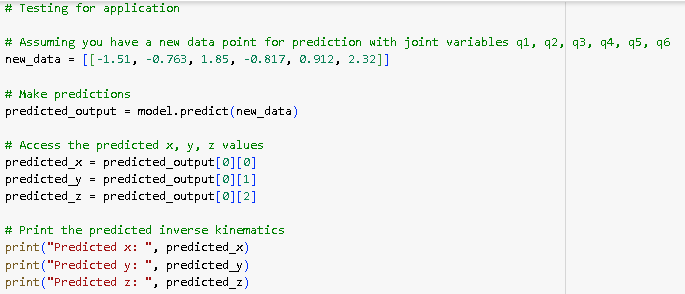 # Testing for application
# Assuming you have a new data point for prediction with joint variables q1, q2, q3, q4, q5, q6
new_data = [[-1.51, -0.763, 1.85, -0.817, 0.912, 2.32]]
# Make predictions
predicted_output = model.predict(new_data)
# Access the predicted x, y, z values
predicted_x = predicted_output[0][0]
predicted_y = predicted_output[0][1]
predicted_z = predicted_output[0][2]
# Print the predicted inverse kinematics
print("Predicted x: ", predicted_x)
print("Predicted y: ", predicted_y)
print("Predicted z: ", predicted_z)